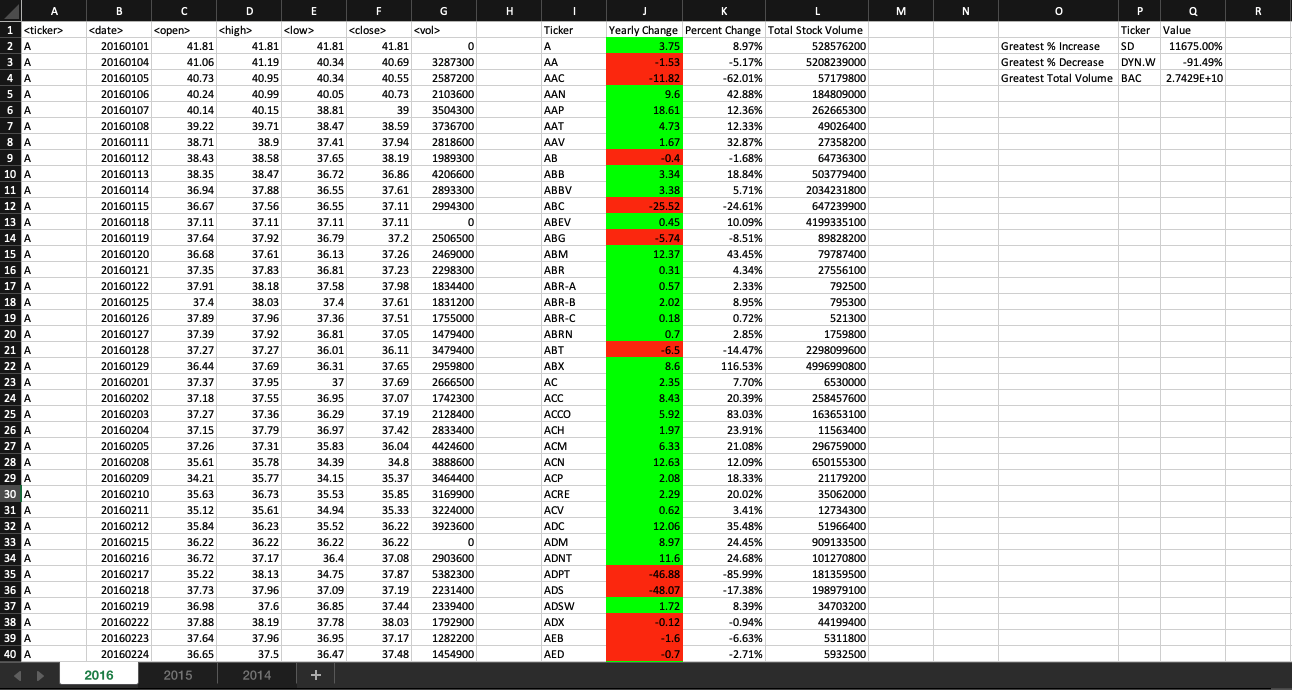 A B C D E F G H I J K L M N O P Q R
1 <ticker> <date> <open> <high> <low> <close> <vol> Ticker Yearly Change Percent Change Total Stock Volume Ticker Value
2 A 20160101 41.81 41.81 41.81 41.81 0 A 3.75 8.97% 528576200 Greatest % Increase SD 11675.00%
3 A 20160104 41.06 41.19 40.34 40.69 3287300 AA -1.53 -5.17% 5208239000 Greatest % Decrease DYN.W -91.49%
4 A 20160105 40.73 40.95 40.34 40.55 2587200 AAC -11.82 -62.01% 57179800 Greatest Total Volume BAC 2.7429E+10
5 A 20160106 40.24 40.99 40.05 40.73 2103600 AAN 9.6 42.88% 184809000
6 A 20160107 40.14 40.15 38.81 39 3504300 AAP 18.61 12.36% 262665300
7 A 20160108 39.22 39.71 38.47 38.59 3736700 AAT 4.73 12.33% 49026400
8 A 20160111 38.71 38.9 37.41 37.94 2818600 AAV 1.67 32.87% 27358200
9 A 20160112 38.43 38.58 37.65 38.19 1989300 AB -0.4 -1.68% 64736300
10 A 20160113 38.35 38.47 36.72 36.86 4206600 ABB 3.34 18.84% 503779400
11 A 20160114 36.94 37.88 36.55 37.61 2893300 ABBV 3.38 5.71% 2034231800
12 A 20160115 36.67 37.56 36.55 37.11 2994300 ABC -25.52 -24.61% 647239900
13 A 20160118 37.11 37.11 37.11 37.11 0 ABEV 0.45 10.09% 4199335100
14 A 20160119 37.64 37.92 36.79 37.2 2506500 ABG -5.74 -8.51% 89828200
15 A 20160120 36.68 37.61 36.13 37.26 2469000 ABM 12.37 43.45% 79787400
16 A 20160121 37.35 37.83 36.81 37.23 2298300 ABR 0.31 4.34% 27556100
17 A 20160122 37.91 38.18 37.58 37.98 1834400 ABR-A 0.57 2.33% 792500
18 A 20160125 37.4 38.03 37.4 37.61 1831200 ABR-B 2.02 8.95% 795300
19 A 20160126 37.89 37.96 37.36 37.51 1755000 ABR-C 0.18 0.72% 521300
20 A 20160127 37.39 37.92 36.81 37.05 1479400 ABRN 0.7 2.85% 1759800
21 A 20160128 37.27 37.27 36.01 36.11 3479400 ABT -6.5 -14.47% 2298099600
22 A 20160129 36.44 37.69 36.31 37.65 2959800 ABX 8.6 116.53% 4996990800
23 A 20160201 37.37 37.95 37 37.69 2666500 AC 2.35 7.70% 6530000
24 A 20160202 37.18 37.55 36.95 37.07 1742300 ACC 8.43 20.39% 258457600
25 A 20160203 37.27 37.36 36.29 37.19 2128400 ACCO 5.92 83.03% 163653100
26 A 20160204 37.15 37.79 36.97 37.42 2833400 ACH 1.97 23.91% 11563400
27 A 20160205 37.26 37.31 35.83 36.04 4424600 ACM 6.33 21.08% 296759000
28 A 20160208 35.61 35.78 34.39 34.8 3888600 ACN 12.63 12.09% 650155300
29 A 20160209 34.21 35.77 34.15 35.37 3464400 ACP 2.08 18.33% 21179200
30 A 20160210 35.63 36.73 35.53 35.85 3169900 ACRE 2.29 20.02% 35062000
31 A 20160211 35.12 35.61 34.94 35.33 3224000 ACV 0.62 3.41% 12734300
32 A 20160212 35.84 36.23 35.52 36.22 3923600 ADC 12.06 35.48% 51966400
33 A 20160215 36.22 36.22 36.22 36.22 0 ADM 8.97 24.45% 909133500
34 A 20160216 36.72 37.17 36.4 37.08 2903600 ADNT 11.6 24.68% 101270800
35 A 20160217 35.22 38.13 34.75 37.87 5382300 ADPT -46.88 -85.99% 181359500
36 A 20160218 37.73 37.96 37.09 37.19 2231400 ADS -48.07 -17.38% 198979100
37 A 20160219 36.98 37.6 36.85 37.44 2339400 ADSW 1.72 8.39% 34703200
38 A 20160222 37.88 38.19 37.78 38.03 1792900 ADX -0.12 -0.94% 44199400
39 A 20160223 37.64 37.96 36.95 37.17 1282200 AEB -1.6 -6.63% 5311800
40 A 20160224 36.65 37.5 36.47 37.48 1454900 AED -0.7 -2.71% 5932500
2016 2015 2014 +